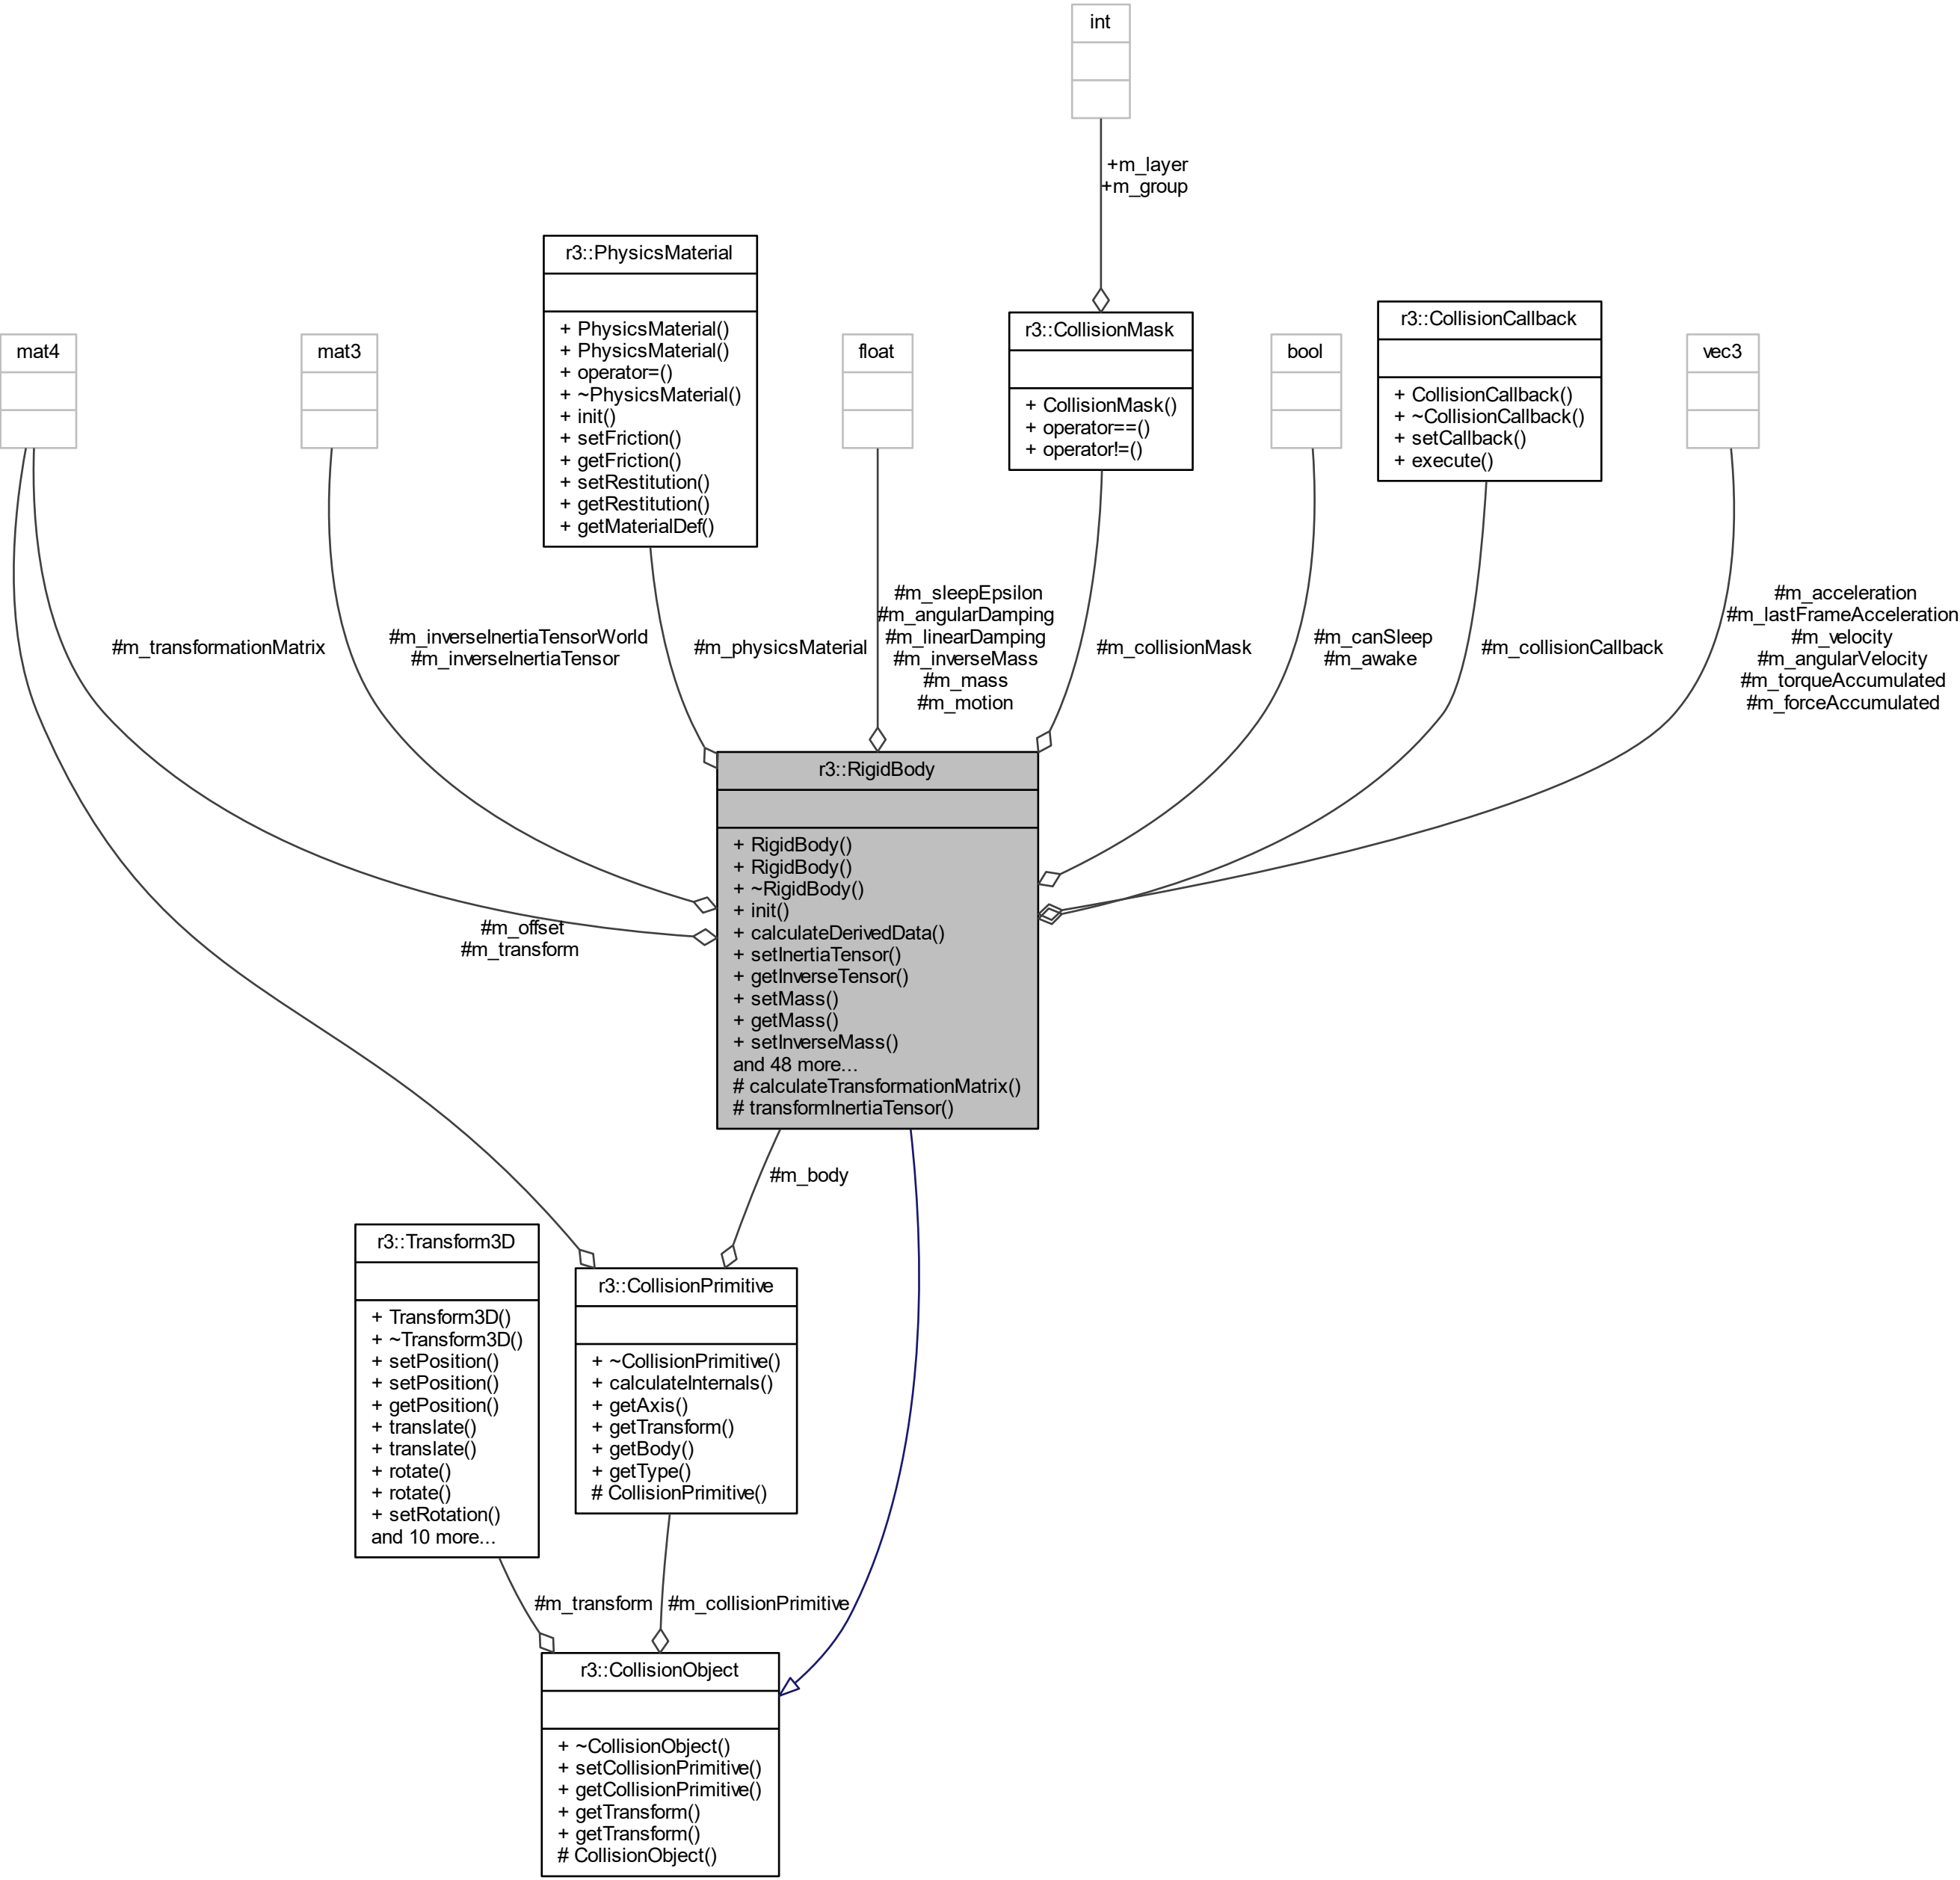 int
+m_layer
+m_group
r3::PhysicsMaterial
+ PhysicsMaterial()
+ PhysicsMaterial()
+ operator=()
+ ~PhysicsMaterial()
+ init()
+ setFriction()
+ getFriction()
+ setRestitution()
+ getRestitution()
+ getMaterialDef()
r3::CollisionMask
+ CollisionMask()
+ operator==()
+ operator!=()
r3::CollisionCallback
+ CollisionCallback()
+ ~CollisionCallback()
+ setCallback()
+ execute()
mat4
mat3
float
bool
vec3
#m_transformationMatrix
#m_inverseInertiaTensorWorld
#m_inverseInertiaTensor
#m_physicsMaterial
#m_sleepEpsilon
#m_angularDamping
#m_linearDamping
#m_inverseMass
#m_mass
#m_motion
#m_collisionMask
#m_canSleep
#m_awake
#m_collisionCallback
#m_acceleration
#m_lastFrameAcceleration
#m_velocity
#m_angularVelocity
#m_torqueAccumulated
#m_forceAccumulated
r3::RigidBody
+ RigidBody()
+ RigidBody()
+ ~RigidBody()
+ init()
+ calculateDerivedData()
+ setInertiaTensor()
+ getInverseTensor()
+ setMass()
+ getMass()
+ setInverseMass()
and 48 more...
# calculateTransformationMatrix()
# transformInertiaTensor()
#m_offset
#m_transform
#m_body
r3::Transform3D
+ Transform3D()
+ ~Transform3D()
+ setPosition()
+ setPosition()
+ getPosition()
+ translate()
+ translate()
+ rotate()
+ rotate()
+ setRotation()
and 10 more...
r3::CollisionPrimitive
+ ~CollisionPrimitive()
+ calculateInternals()
+ getAxis()
+ getTransform()
+ getBody()
+ getType()
# CollisionPrimitive()
#m_transform
#m_collisionPrimitive
r3::CollisionObject
+ ~CollisionObject()
+ setCollisionPrimitive()
+ getCollisionPrimitive()
+ getTransform()
+ getTransform()
# CollisionObject()